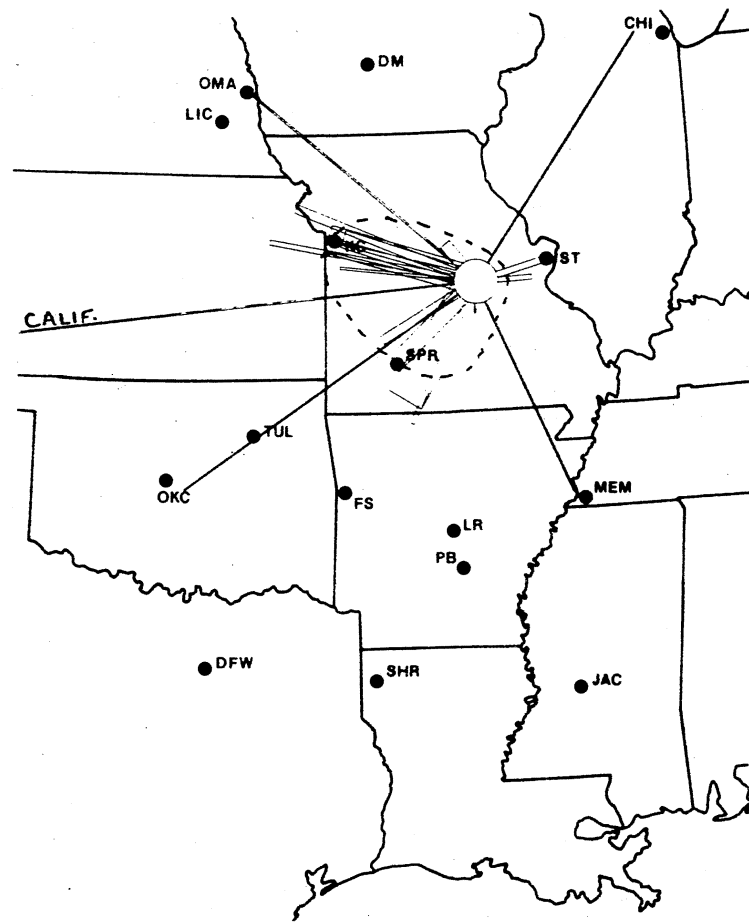 CHI
DM
OMA
LIC
KC
ST
CALIF.
SPR
TUL
OKC
FS
MEM
LR
PB
DFW
SHR
JAC